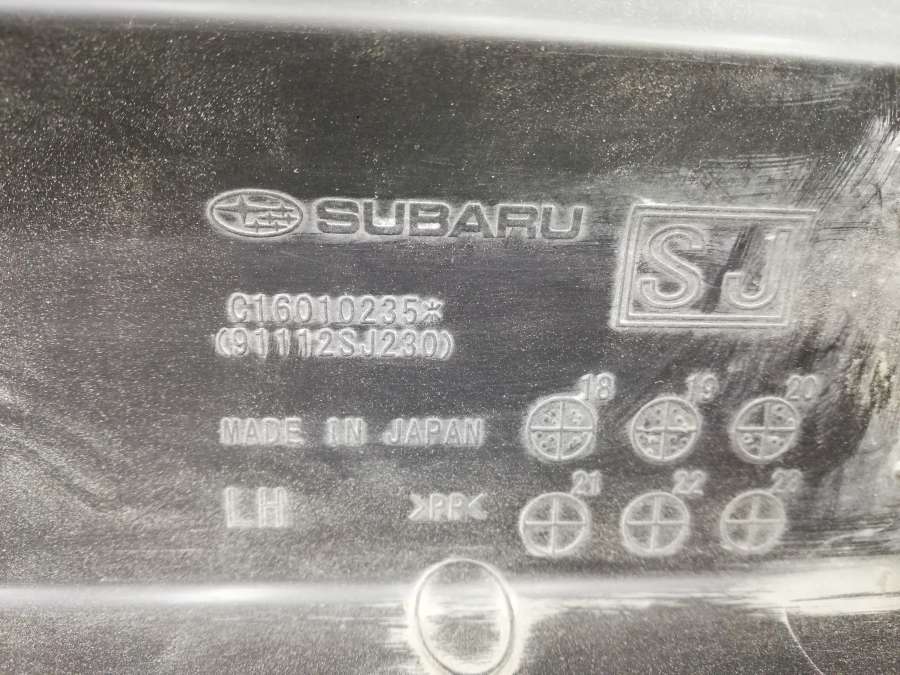 SUBARU
SJ
C16010235*
(91112SJ230)
MADE IN JAPAN
18 19 20
LH >PP<
21 22 23